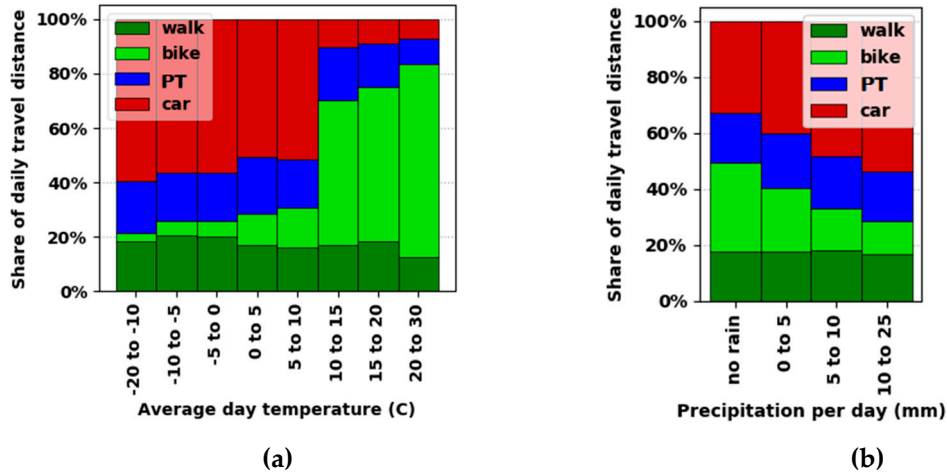 Share of daily travel distance
100%
80%
60%
40%
20%
0%
walk
bike
PT
car
-20 to -10
-10 to -5
-5 to 0
0 to 5
5 to 10
10 to 15
15 to 20
20 to 30
Average day temperature (C)
(a)
Share of daily travel distance
100%
80%
60%
40%
20%
0%
walk
bike
PT
car
no rain
0 to 5
5 to 10
10 to 25
Precipitation per day (mm)
(b)